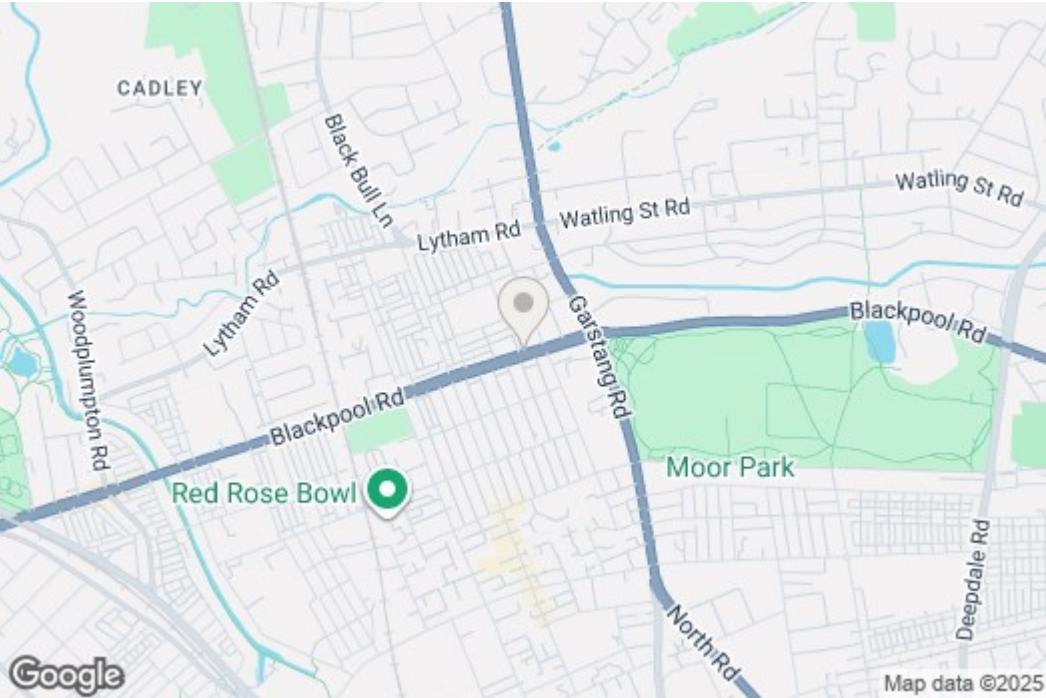 CADLEY
Black Bull Ln
Watling St Rd
Watling St Rd
Lytham Rd
Lytham Rd
Woodplumpton Rd
Garstang Rd
Blackpool Rd
Blackpool Rd
Moor Park
Red Rose Bowl
Deepdale Rd
North Rd
Google
Map data ©2025